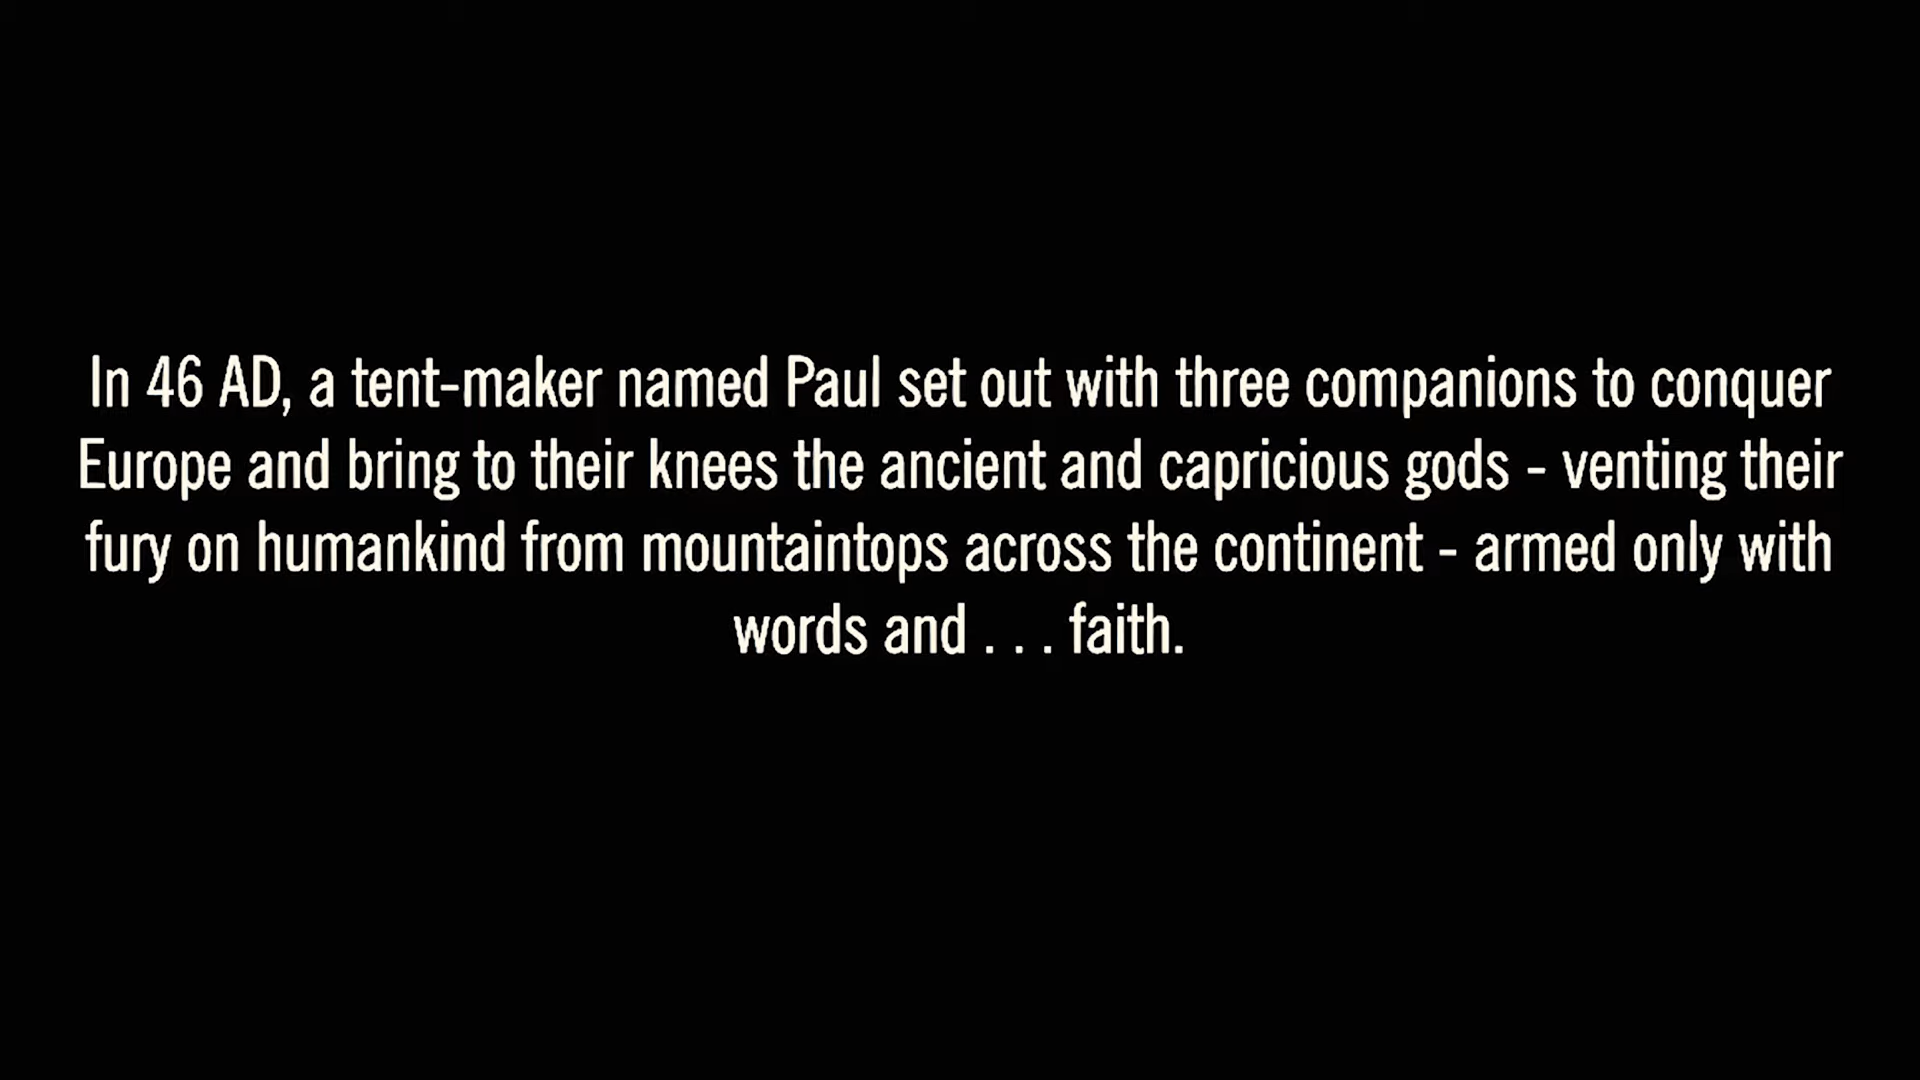 In 46 AD, a tent-maker named Paul set out with three companions to conquer
Europe and bring to their knees the ancient and capricious gods - venting their
fury on humankind from mountaintops across the continent - armed only with
words and . . . faith.